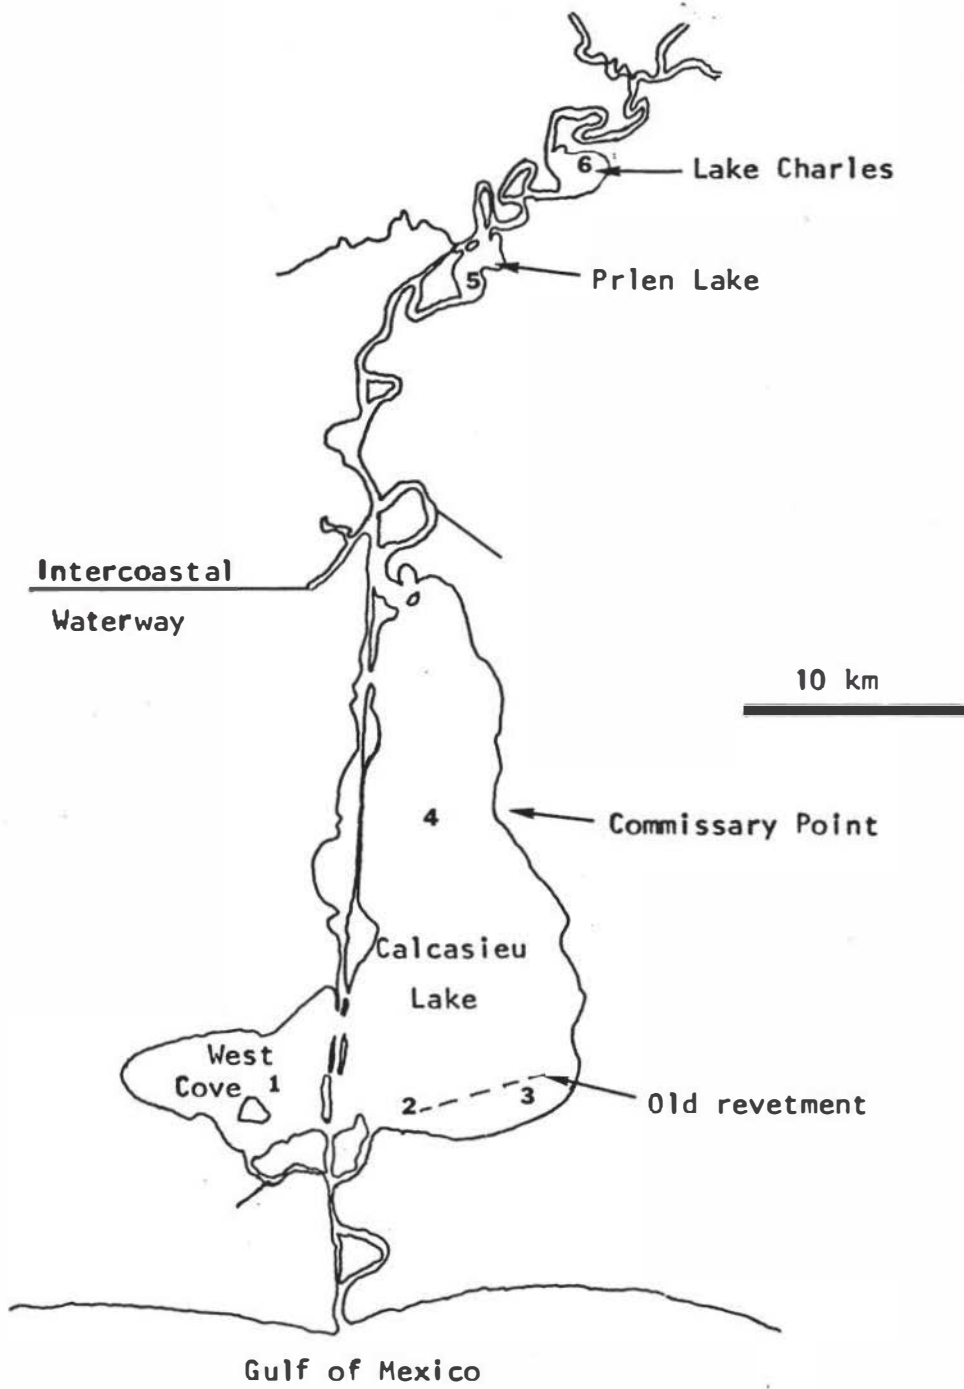 6
Lake Charles
5
Prlen Lake
Intercoastal
Waterway
10 km
4
Commissary Point
Calcasieu
Lake
West
Cove 1
2
3
Old revetment
Gulf of Mexico